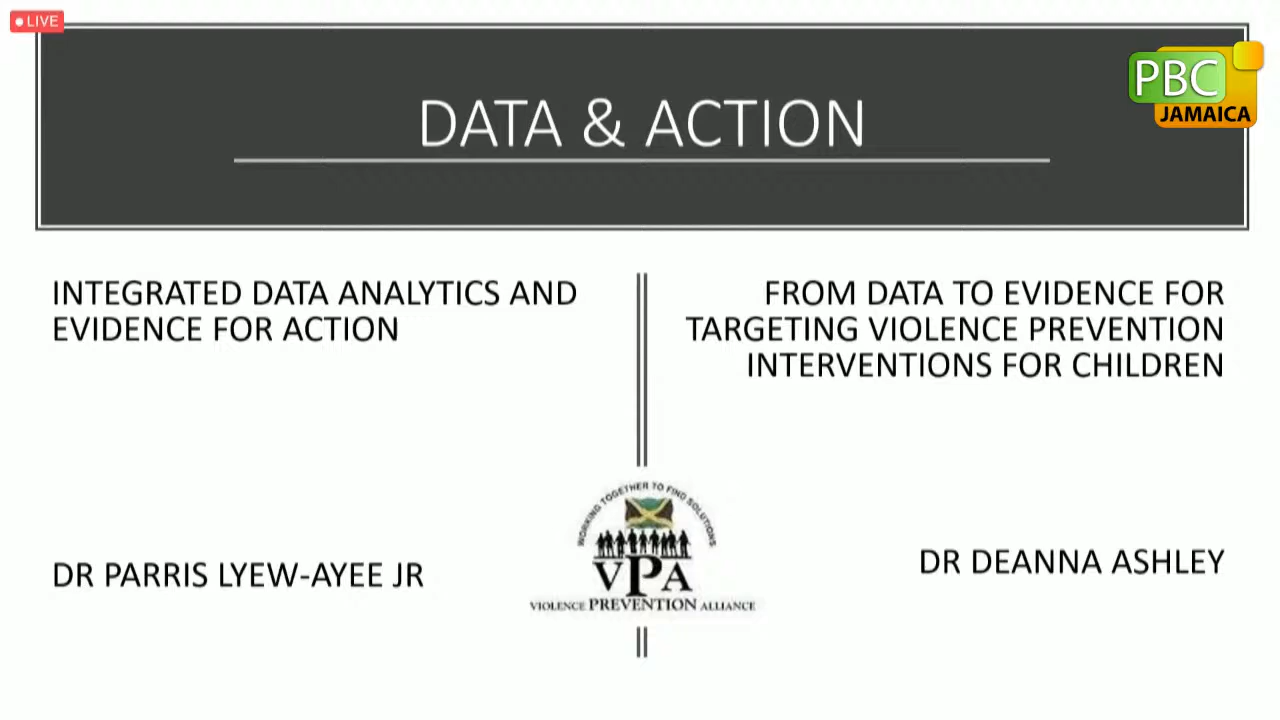 LIVE
PBC
JAMAICA
DATA & ACTION
INTEGRATED DATA ANALYTICS AND
EVIDENCE FOR ACTION
FROM DATA TO EVIDENCE FOR
TARGETING VIOLENCE PREVENTION
INTERVENTIONS FOR CHILDREN
WORKING TOGETHER TO FIND SOLUTIONS
VPA
VIOLENCE PREVENTION ALLIANCE
DR PARRIS LYEW-AYEE JR
DR DEANNA ASHLEY